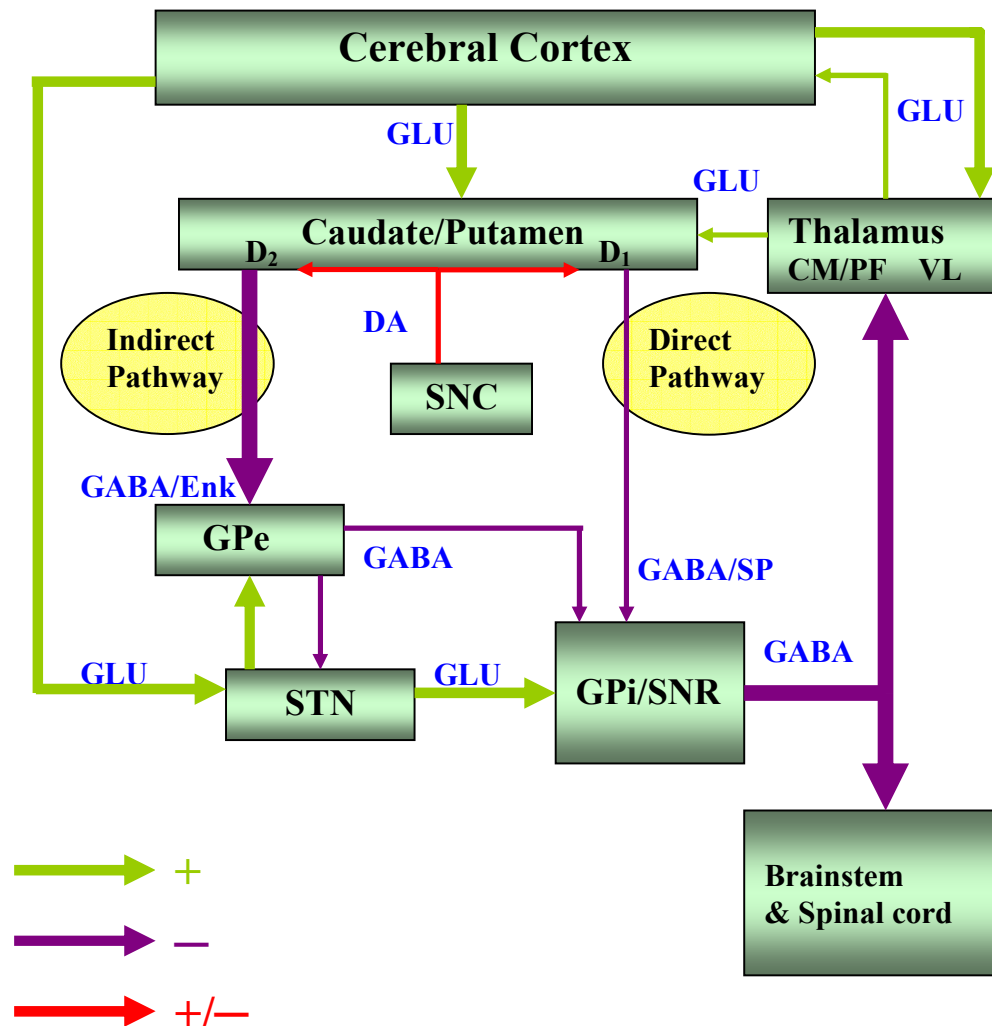 Cerebral Cortex
GLU
GLU
GLU
Caudate/Putamen
D₂
D₁
Thalamus
CM/PF VL
Indirect
Pathway
DA
Direct
Pathway
SNC
GABA/Enk
GPe
GABA
GABA/SP
GLU
STN
GLU
GPi/SNR
GABA
Brainstem
& Spinal cord
+
–
+/–